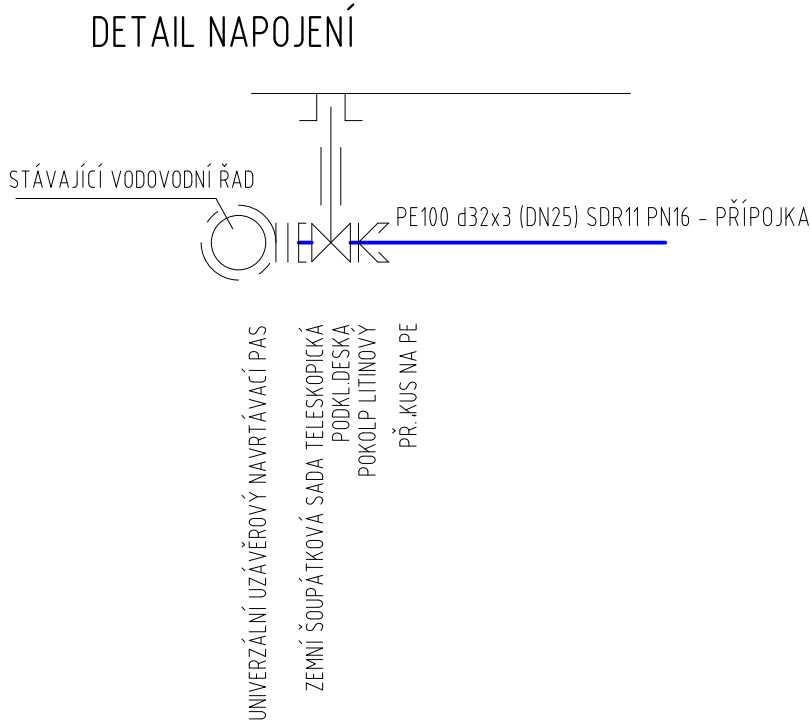 DETAIL NAPOJENÍ
STÁVAJÍCÍ VODOVODNÍ ŘAD
PE100 d32x3 (DN25) SDR11 PN16 - PŘÍPOJKA
UNIVERZÁLNÍ UZÁVĚROVÝ NAVRTÁVACÍ PAS
ZEMNÍ ŠOUPÁTKOVÁ SADA TELESKOPICKÁ
PODKL.DESKA
POKOLP LITINOVÝ
PŘ..KUS NA PE